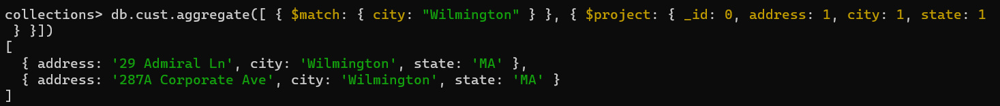 collections> db.cust.aggregate([ { $match: { city: "Wilmington" } }, { $project: { _id: 0, address: 1, city: 1, state: 1
 } }])
[
  { address: '29 Admiral Ln', city: 'Wilmington', state: 'MA' },
  { address: '287A Corporate Ave', city: 'Wilmington', state: 'MA' }
]